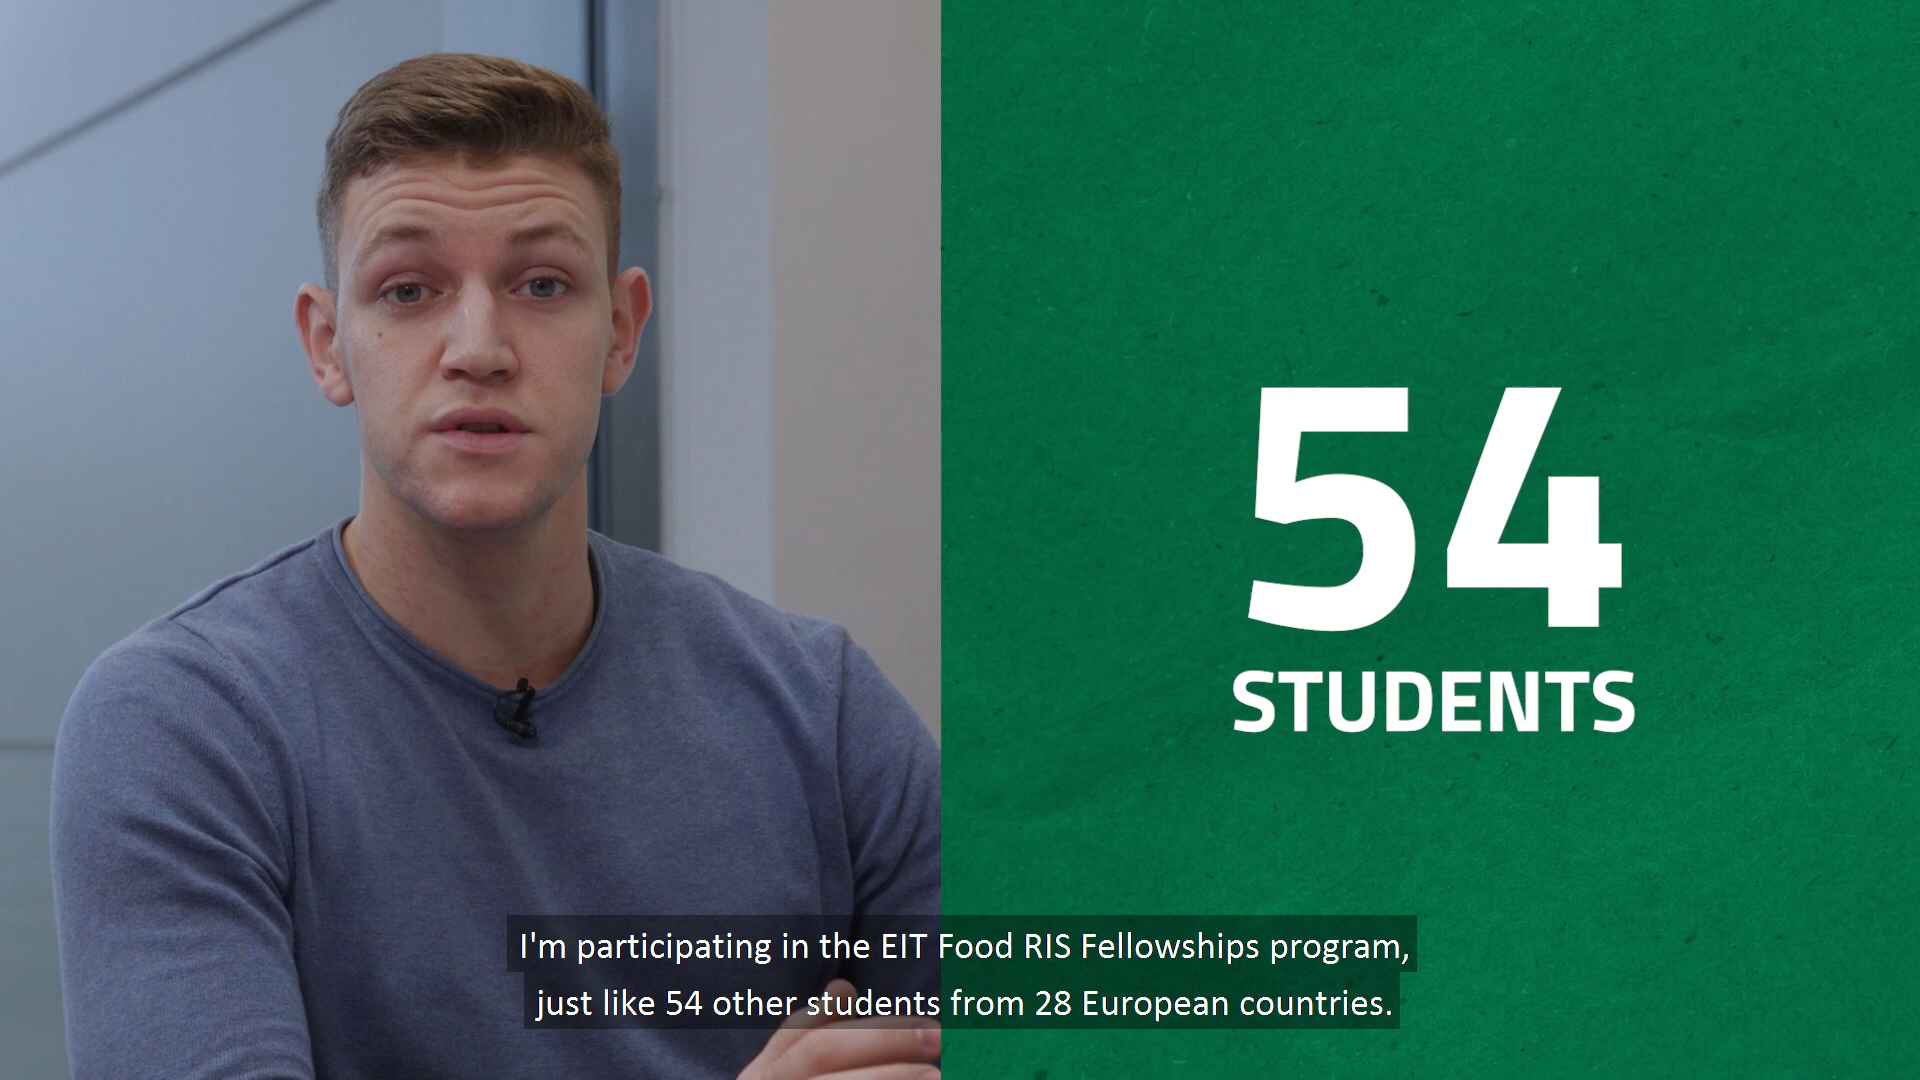 54
STUDENTS
I'm participating in the EIT Food RIS Fellowships program,
just like 54 other students from 28 European countries.